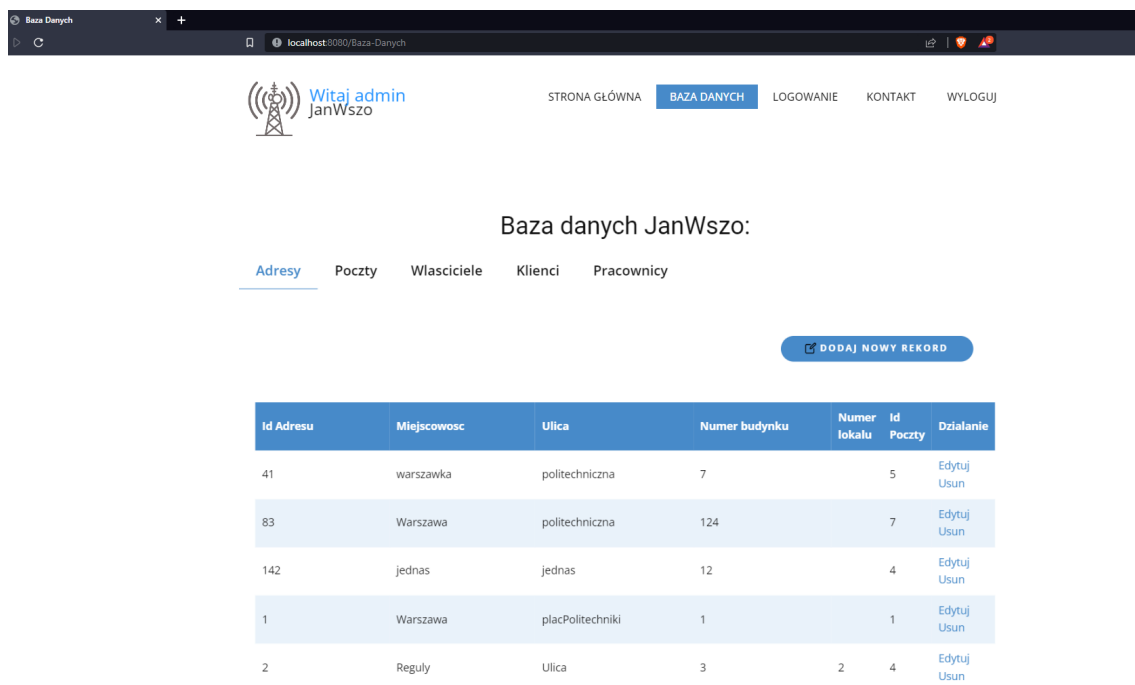 Baza Danych
localhost:8080/Baza-Danych
2
Witaj admin
JanWszo
STRONA GŁÓWNA BAZA DANYCH LOGOWANIE KONTAKT WYLOGUJ
Baza danych JanWszo:
Adresy Poczty Wlasciciele Klienci Pracownicy
DODAJ NOWY REKORD
Id Adresu Miejscowosc Ulica Numer budynku Numer lokalu Id Poczty Dzialanie
41 warszawka politechniczna 7 5 Edytuj Usun
83 Warszawa politechniczna 124 7 Edytuj Usun
142 jednas jednas 12 4 Edytuj Usun
1 Warszawa placPolitechniki 1 1 Edytuj Usun
2 Reguly Ulica 3 2 4 Edytuj Usun